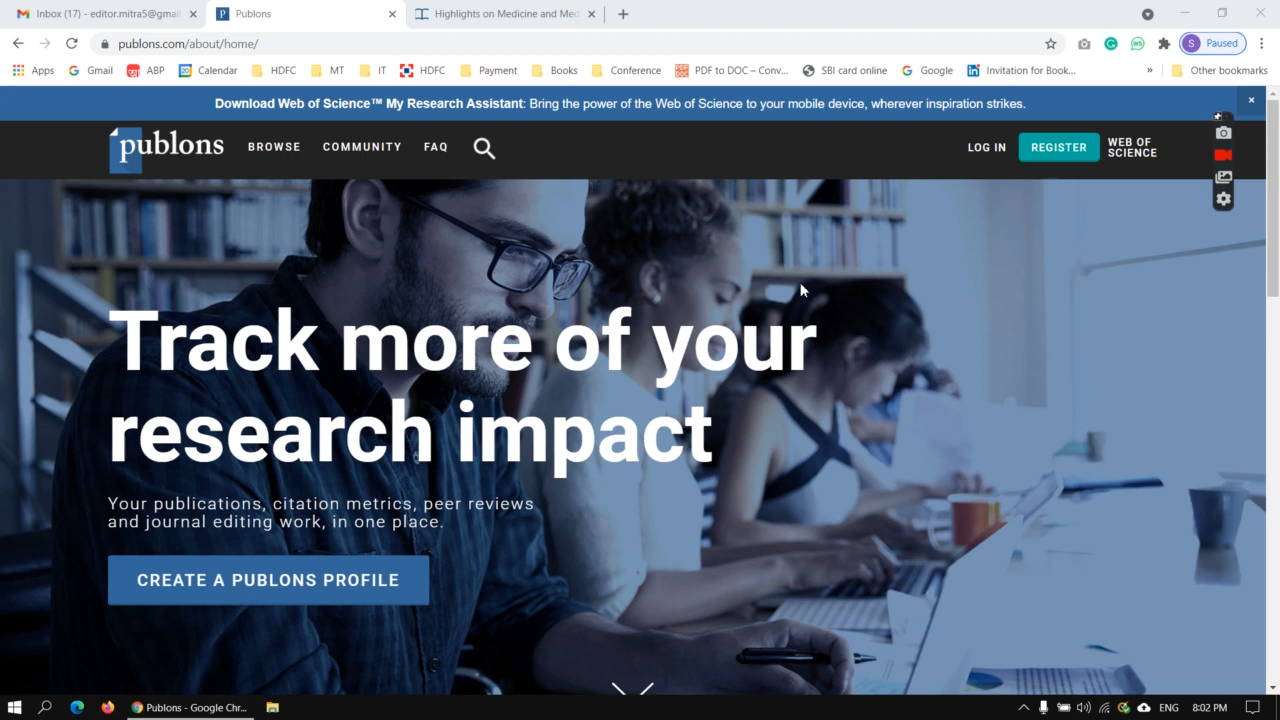 Inbox (17) - editor.mitra5@gmail.
Publons
Highlights on Medicine and Med
publons.com/about/home/
S Paused
Apps Gmail ABP Calendar HDFC MT IT HDFC Payment Books Conference PDF to DOC – Conv... SBI card online Google Invitation for Book... » Other bookmarks
Download Web of Science™ My Research Assistant: Bring the power of the Web of Science to your mobile device, wherever inspiration strikes.
publons BROWSE COMMUNITY FAQ LOG IN REGISTER WEB OF
SCIENCE
Track more of your
research impact
Your publications, citation metrics, peer reviews
and journal editing work, in one place.
CREATE A PUBLONS PROFILE
Publons - Google Chr... ENG 8:02 PM